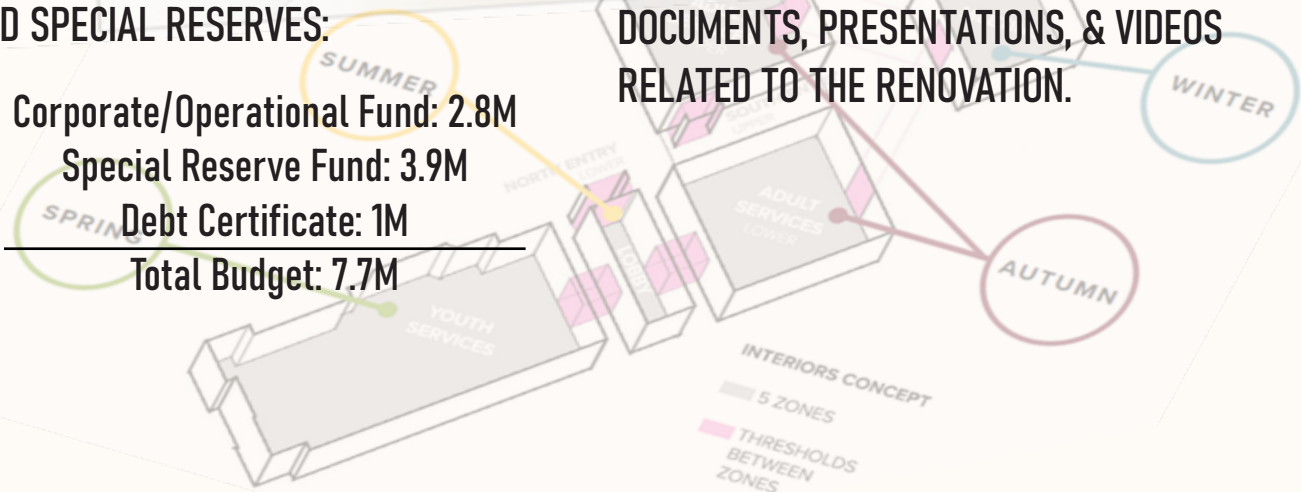 D SPECIAL RESERVES:
Corporate/Operational Fund: 2.8M
Special Reserve Fund: 3.9M
Debt Certificate: 1M
Total Budget: 7.7M
DOCUMENTS, PRESENTATIONS, & VIDEOS
RELATED TO THE RENOVATION.
SUMMER
WINTER
SPRING
AUTUMN
NORTH ENTRY
LOWER
UPPER
ADULT
SERVICES
LOWER
LOBBY
YOUTH
SERVICES
INTERIORS CONCEPT
5 ZONES
THRESHOLDS
BETWEEN
ZONES